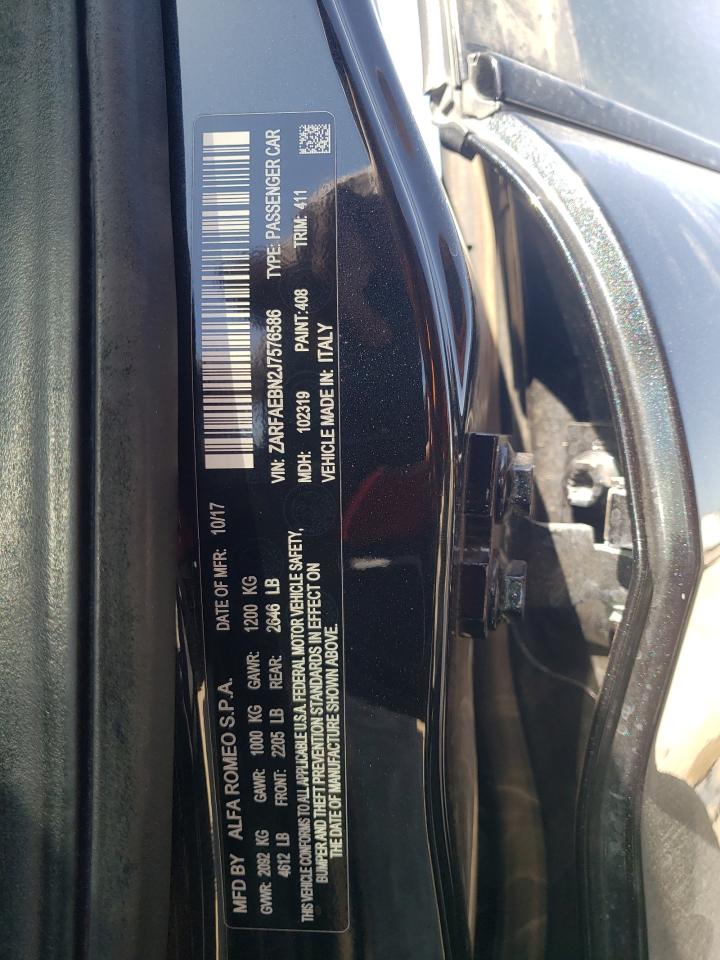 MFD BY ALFA ROMEO S.P.A. DATE OF MFR: 10/17
GVWR: 2092 KG GAWR: 1000 KG GAWR: 1200 KG
4612 LB FRONT: 2205 LB REAR: 2646 LB
THIS VEHICLE CONFORMS TO ALL APPLICABLE U.S.A. FEDERAL MOTOR VEHICLE SAFETY,
BUMPER AND THEFT PREVENTION STANDARDS IN EFFECT ON
THE DATE OF MANUFACTURE SHOWN ABOVE.
VIN: ZARFAEBN2J7576586 TYPE: PASSENGER CAR
MDH: 102319 PAINT: 408 TRIM: 411
VEHICLE MADE IN: ITALY